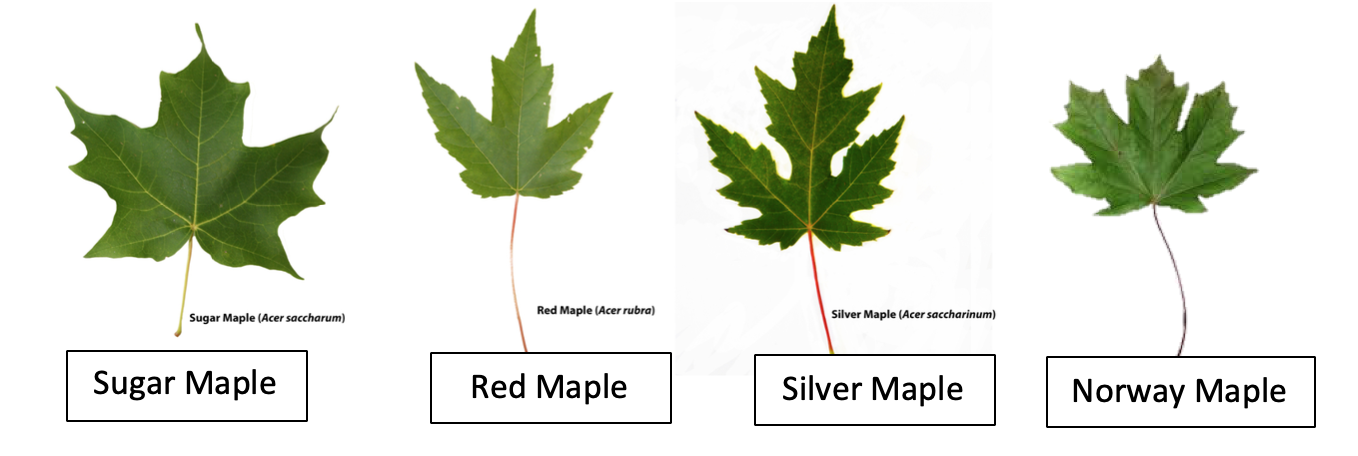 Sugar Maple (Acer saccharum)
Red Maple (Acer rubra)
Silver Maple (Acer saccharinum)
Sugar Maple
Red Maple
Silver Maple
Norway Maple